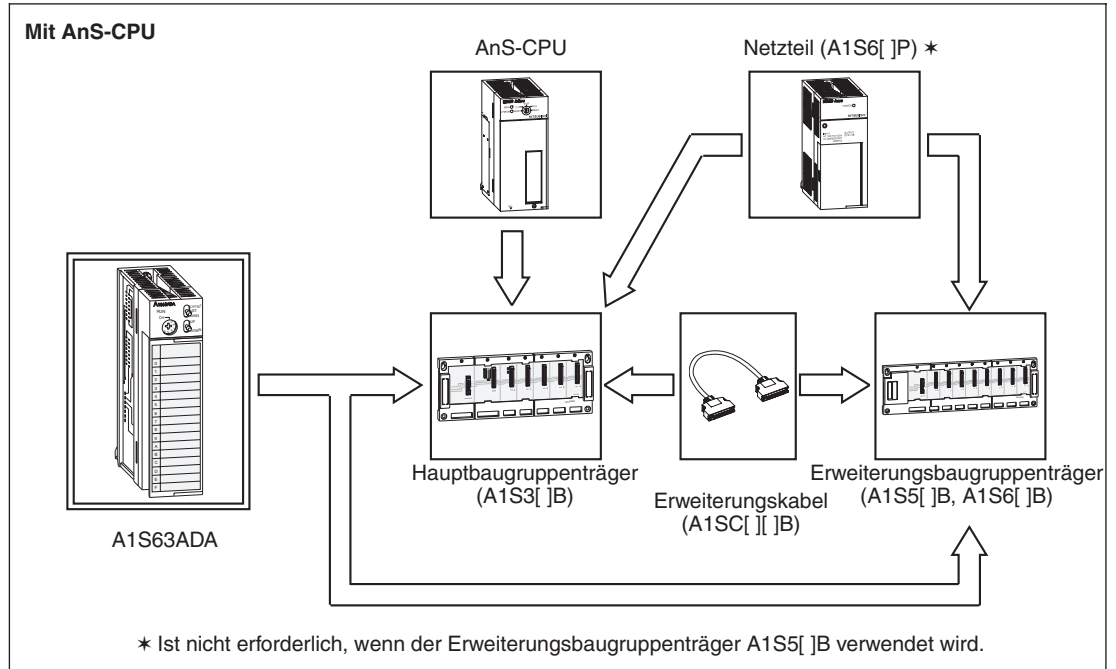 Mit AnS-CPU
AnS-CPU
Netzteil (A1S6[ ]P) ✶
RUN
Hauptbaugruppenträger
(A1S3[ ]B)
Erweiterungskabel
(A1SC[ ][ ]B)
Erweiterungsbaugruppenträger
(A1S5[ ]B, A1S6[ ]B)
A1S63ADA
✶ Ist nicht erforderlich, wenn der Erweiterungsbaugruppenträger A1S5[ ]B verwendet wird.